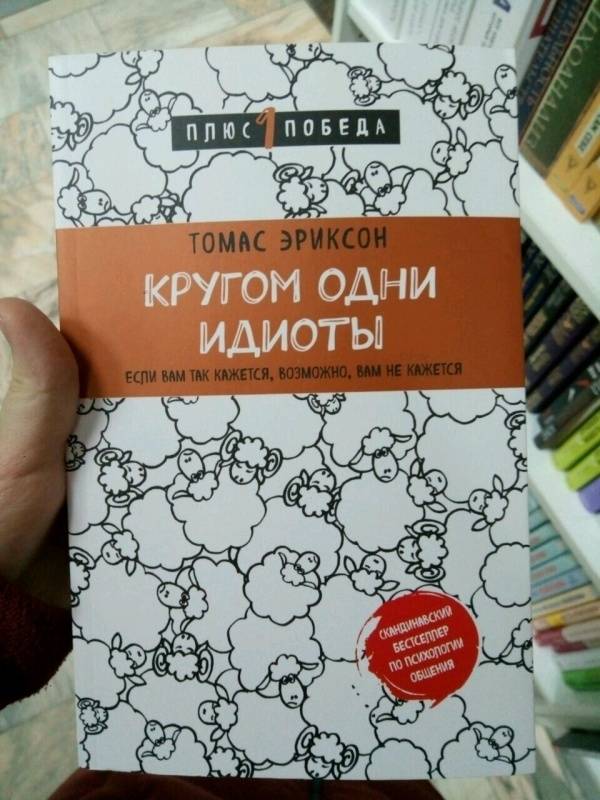 ПЛЮС 1 ПОБЕДА
ТОМАС ЭРИКСОН
КРУГОМ ОДНИ
ИДИОТЫ
ЕСЛИ ВАМ ТАК КАЖЕТСЯ, ВОЗМОЖНО, ВАМ НЕ КАЖЕТСЯ
СКАНДИНАВСКИЙ
БЕСТСЕЛЛЕР
ПО ПСИХОЛОГИИ
ОБЩЕНИЯ